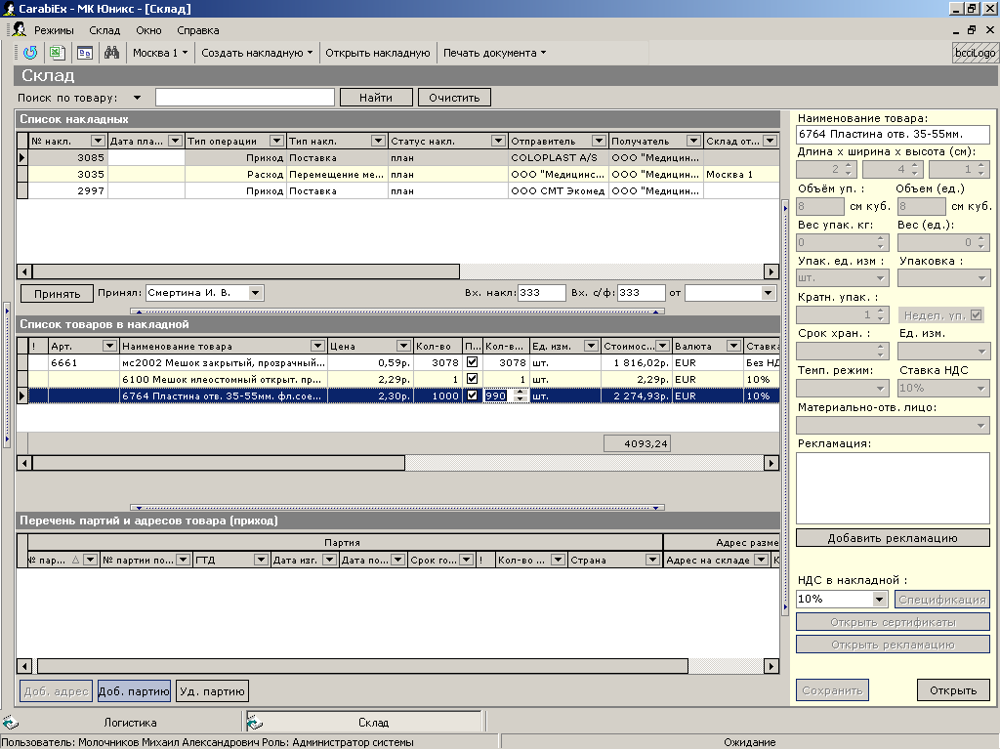 CarabiEx - МК Юникс - [Склад]
Режимы Склад Окно Справка
Москва 1 Создать накладную Открыть накладную Печать документа bcciLogo
Склад
Поиск по товару: Найти Очистить
Список накладных
№ накл. Дата пла... Тип операции Тип накл. Статус накл. Отправитель Получатель Склад от...
3085 Приход Поставка план COLOPLAST A/S ООО "Медицин...
3035 Расход Перемещение ме... план ООО "Медицинс... ООО "Медицин... Москва 1
2997 Приход Поставка план ООО СМТ Экомед ООО "Медицин...
Принять Принял: Смертина И. В. Вх. накл: 333 Вх. с/ф: 333 от
Список товаров в накладной
! Арт. Наименование товара Цена Кол-во П... Кол-в... Ед. изм. Стоимос... Валюта Ставка
6661 мс2002 Мешок закрытый, прозрачный... 0,59р. 3078 3078 шт. 1 816,02р. EUR Без НД
6100 Мешок илеостомный открыт. пр... 2,29р. 1 1 шт. 2,29р. EUR 10%
6764 Пластина отв. 35-55мм. фл.сое... 2,30р. 1000 990 шт. 2 274,93р. EUR 10%
4093,24
Перечень партий и адресов товара (приход)
Партия Адрес разме
№ пар... № партии по... ГТД Дата изг. Дата по... Срок го... ! Кол-во ... Страна Адрес на складе К
Доб. адрес Доб. партию Уд. партию
Наименование товара:
6764 Пластина отв. 35-55мм.
Длина х ширина х высота (см):
2 4 1
Объём уп. : Объем (ед.)
8 см куб. 8 см куб.
Вес упак. кг: Вес (ед.):
0 0
Упак. ед. изм : Упаковка :
шт.
Кратн. упак. :
1 Недел. уп.
Срок хран. : Ед. изм.
Темп. режим: Ставка НДС
10%
Материально-отв. лицо:
Рекламация:
Добавить рекламацию
НДС в накладной :
10% Спецификация
Открыть сертификаты
Открыть рекламацию
Сохранить Открыть
Логистика Склад
Пользователь: Молочников Михаил Александрович Роль: Администратор системы Ожидание